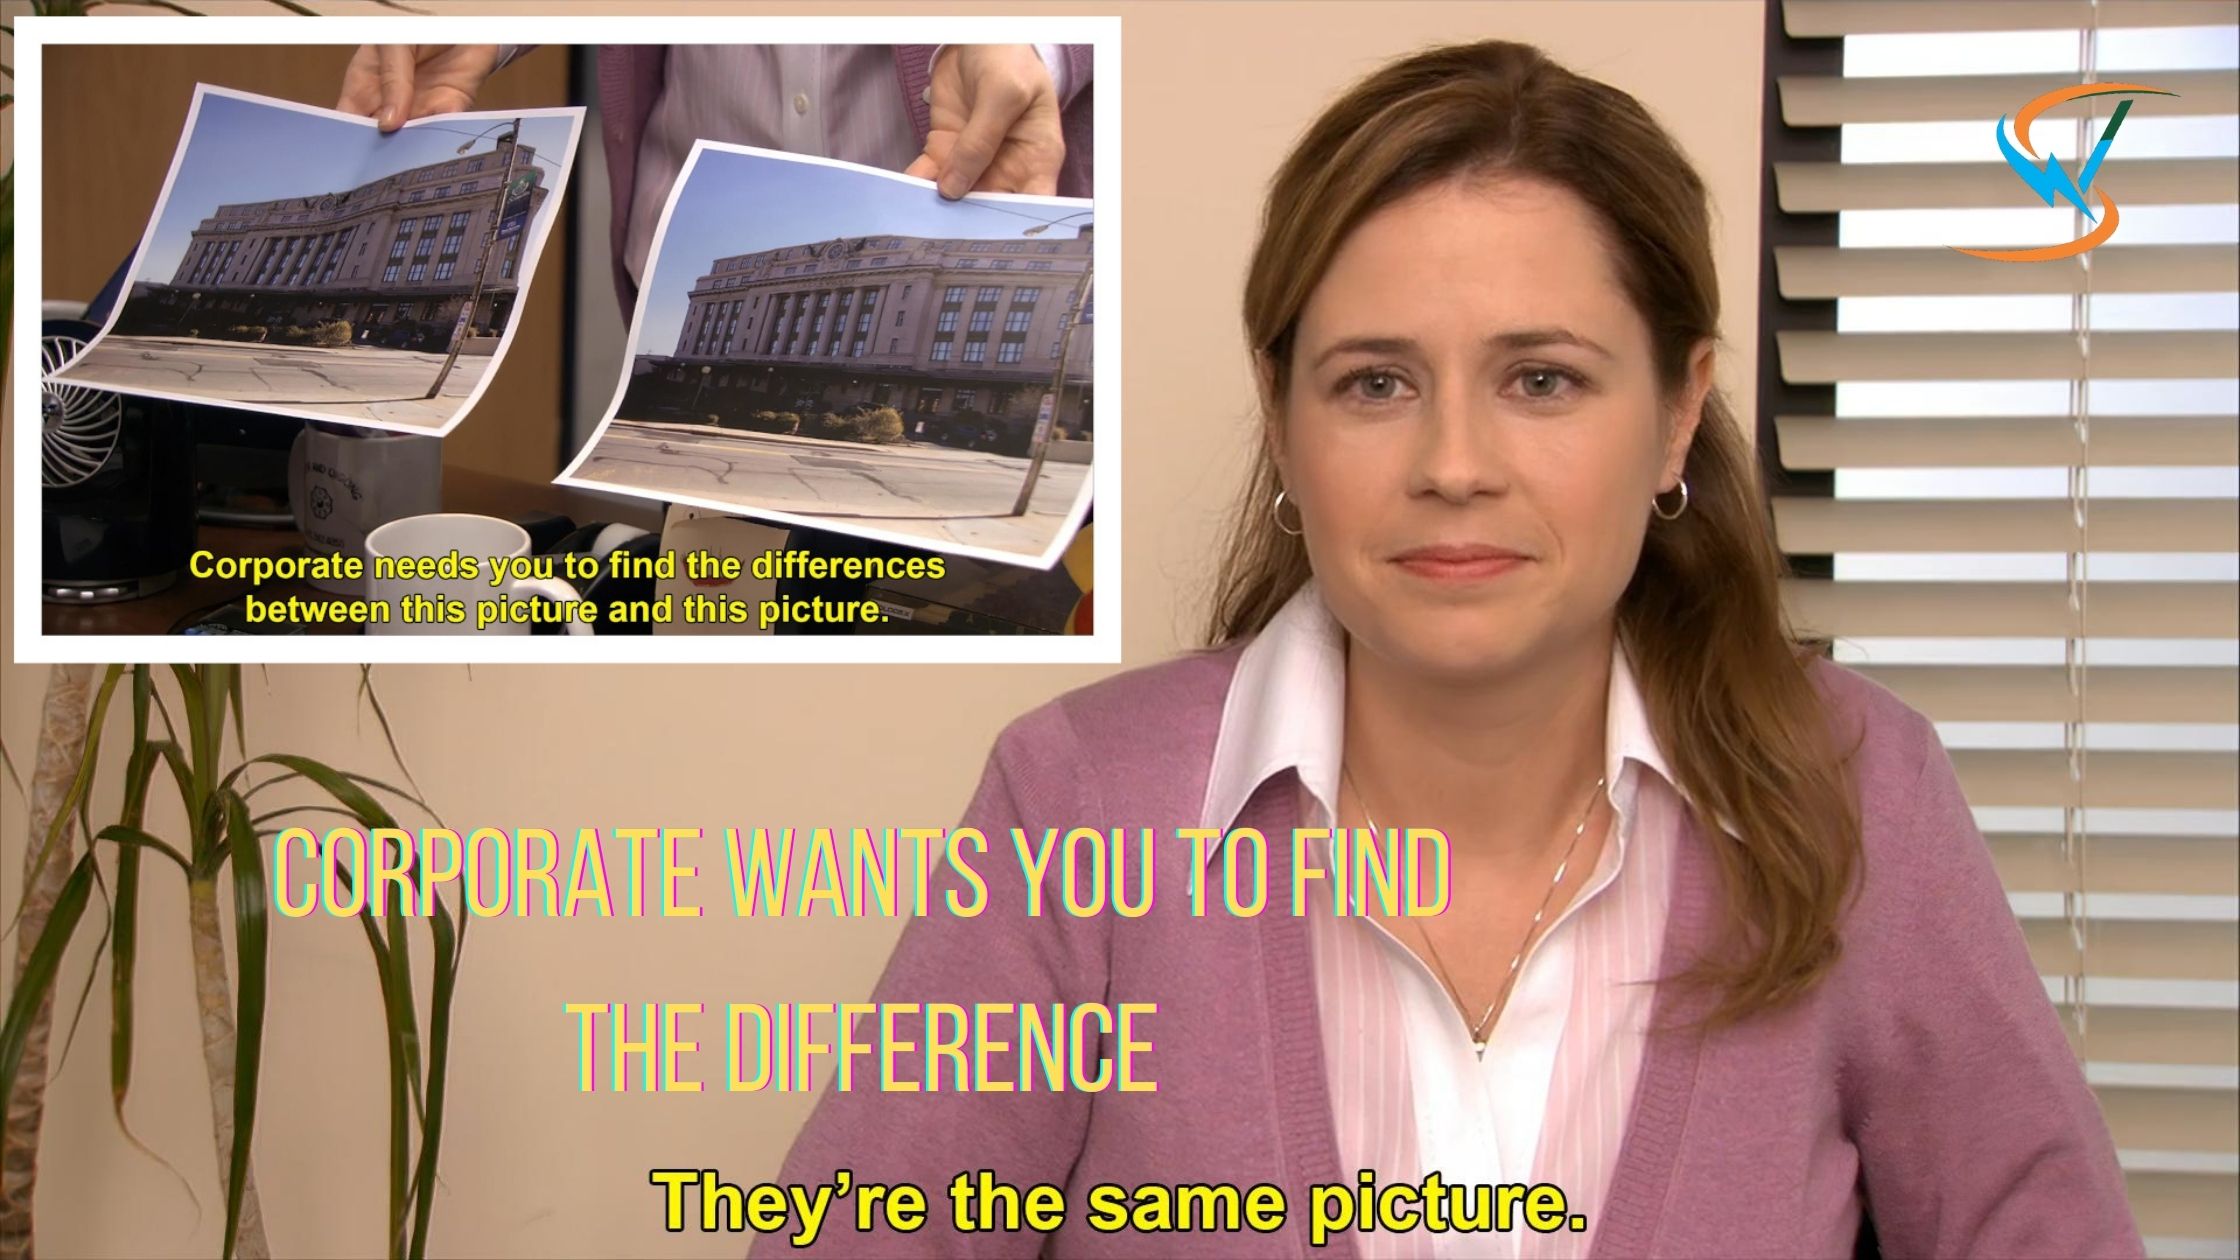 Corporate needs you to find the differences
between this picture and this picture.
CORPORATE WANTS YOU TO FIND
THE DIFFERENCE
They're the same picture.